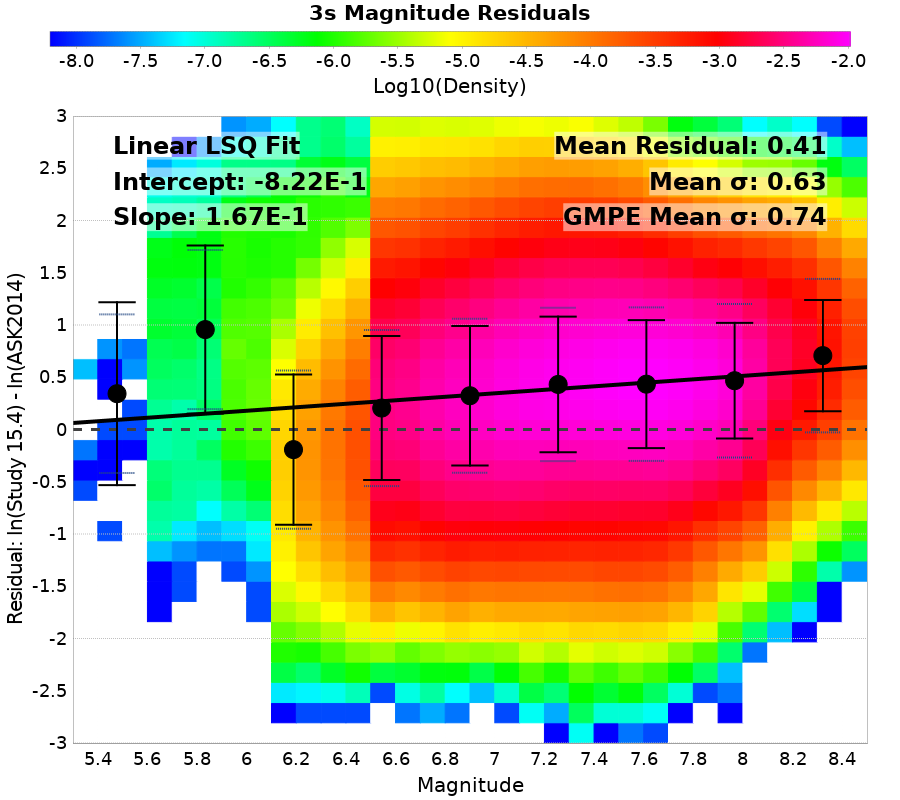 3s Magnitude Residuals
-8.0 -7.5 -7.0 -6.5 -6.0 -5.5 -5.0 -4.5 -4.0 -3.5 -3.0 -2.5 -2.0
Log10(Density)
Linear LSQ Fit
Intercept: -8.22E-1
Slope: 1.67E-1
Mean Residual: 0.41
Mean σ: 0.63
GMPE Mean σ: 0.74
Residual: ln(Study 15.4) - ln(ASK2014)
3
2.5
2
1.5
1
0.5
0
-0.5
-1
-1.5
-2
-2.5
-3
5.4 5.6 5.8 6 6.2 6.4 6.6 6.8 7 7.2 7.4 7.6 7.8 8 8.2 8.4
Magnitude